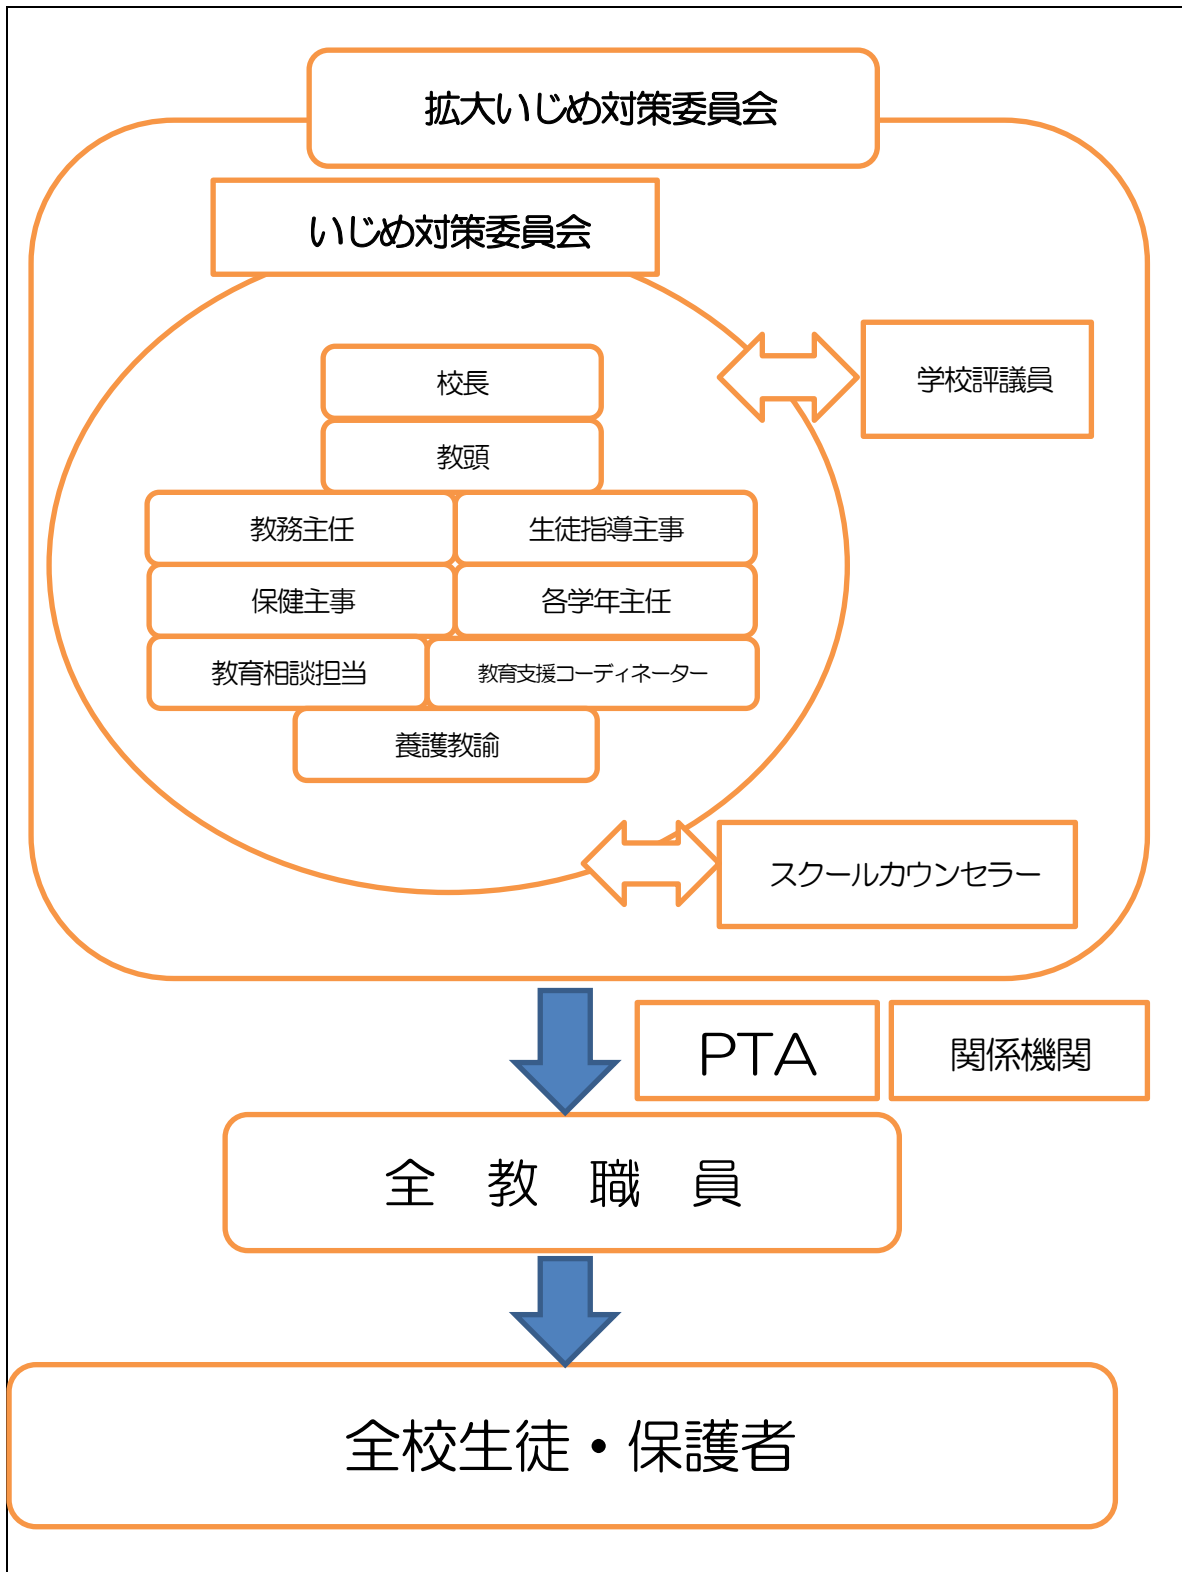 拡大いじめ対策委員会
いじめ対策委員会
学校評議員
校長
教頭
教務主任
生徒指導主事
保健主事
各学年主任
教育相談担当
教育支援コーディネーター
養護教諭
スクールカウンセラー
PTA
関係機関
全　教　職　員
全校生徒・保護者